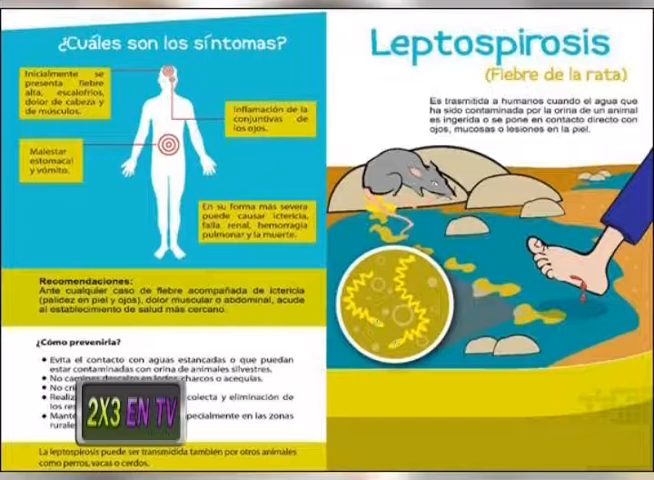 ¿Cuáles son los síntomas?
Inicialmente se
presenta fiebre
alta, escalofríos,
dolor de cabeza y
de músculos.
Inflamación de la
conjuntivas de
los ojos.
Malestar
estomacal
y vómito.
En su forma más severa
puede causar ictericia,
falla renal, hemorragia
pulmonar y la muerte.
Recomendaciones:
Ante cualquier caso de fiebre acompañada de ictericia
(palidez en piel y ojos), dolor muscular o abdominal, acude
al establecimiento de salud más cercano.
¿Cómo prevenirla?
• Evita el contacto con aguas estancadas o que puedan
estar contaminadas con orina de animales silvestres.
• No camines descalzo en lodos, charcos o acequias.
• No
• colecta y eliminación de
los
• specialmente en las zonas
2X3 EN TV
La leptospirosis puede ser transmitida también por otros animales
como perros, vacas o cerdos.
Leptospirosis
(Fiebre de la rata)
Es trasmitida a humanos cuando el agua que
ha sido contaminada por la orina de un animal
es ingerida o se pone en contacto directo con
ojos, mucosas o lesiones en la piel.